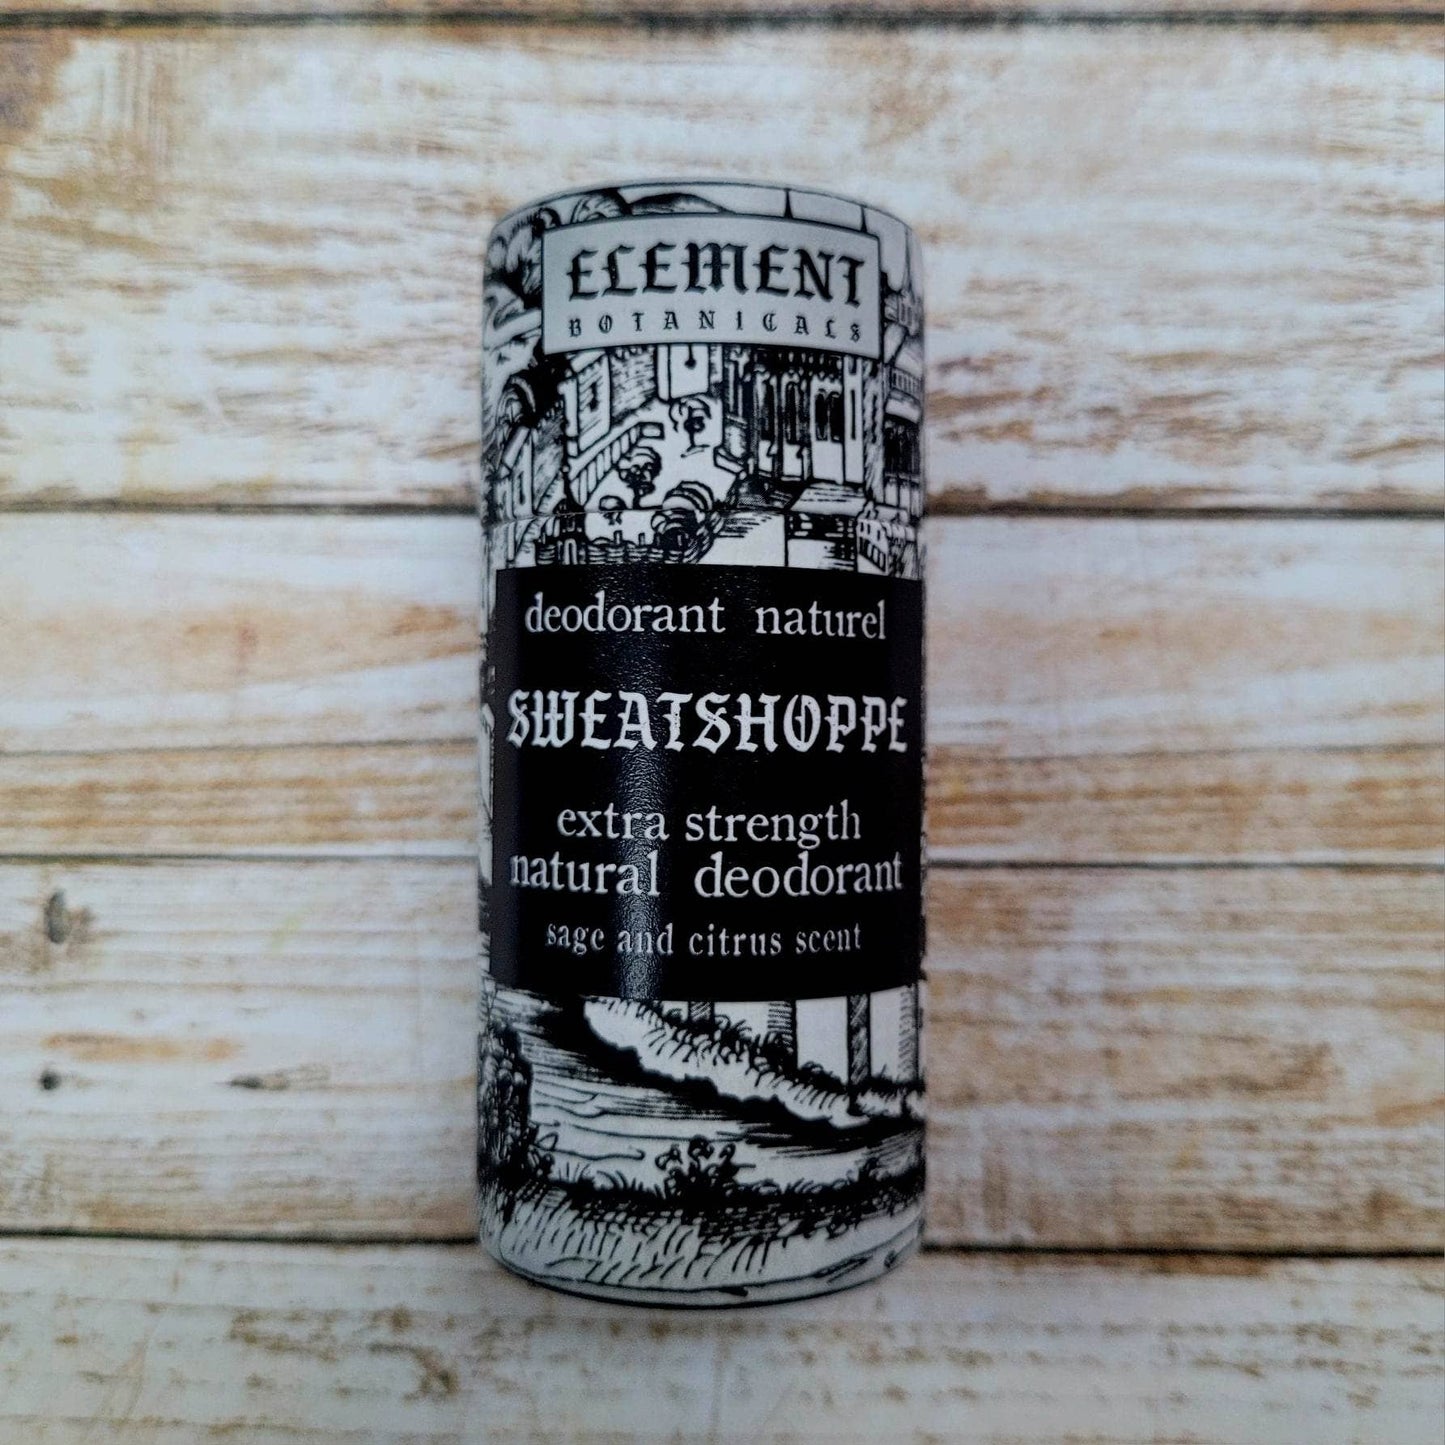 ELEMENT
BOTANICALS
deodorant naturel
SWEATSHOPPE
extra strength
natural deodorant
sage and citrus scent